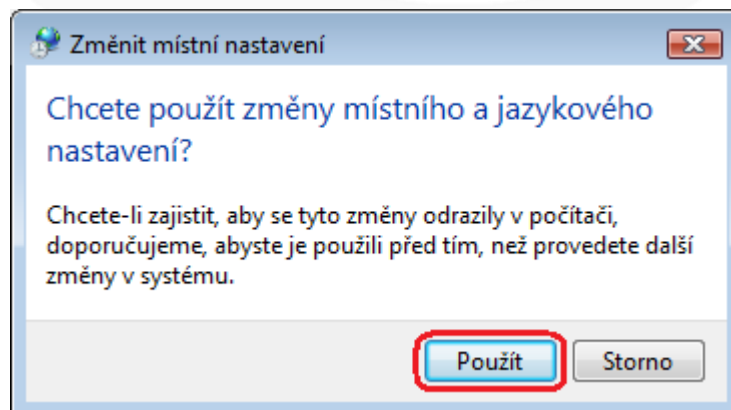 Změnit místní nastavení
Chcete použít změny místního a jazykového
nastavení?
Chcete-li zajistit, aby se tyto změny odrazily v počítači,
doporučujeme, abyste je použili před tím, než provedete další
změny v systému.
Použít Storno